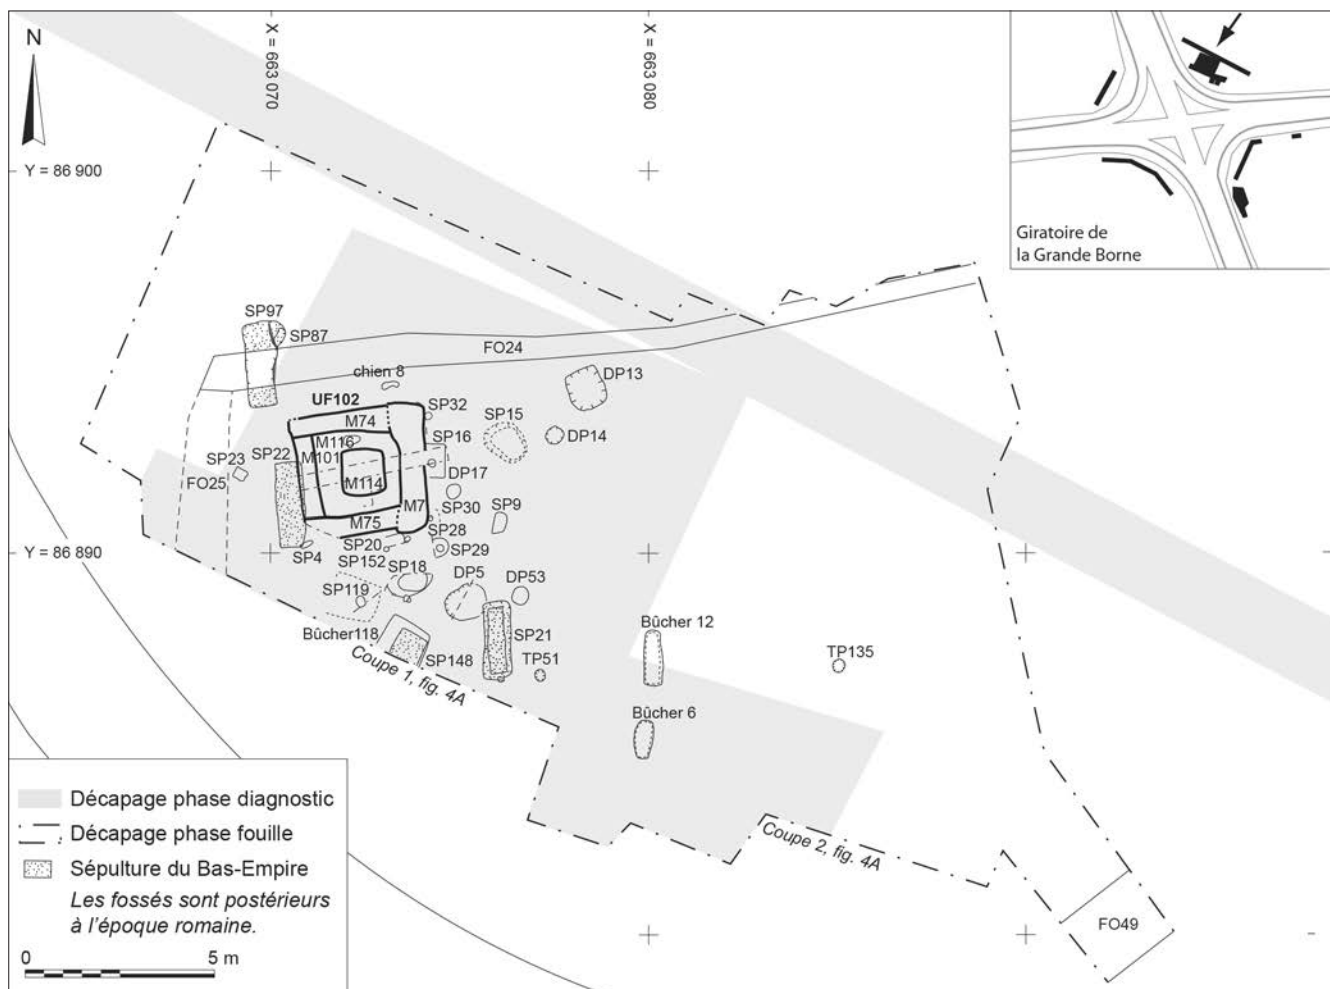 N
X = 663 070
X = 663 080
Y = 86 900
Giratoire de
la Grande Borne
SP97
SP87
FO24
chien 8
DP13
UF102
SP32
M74
SP15
SP16
DP14
M116
SP22
M101
SP23
DP17
FO25
M114
M7
SP30
SP9
M75
SP28
SP20
SP29
Y = 86 890
SP4
SP152
SP18
DP5
DP53
SP119
Bûcher118
SP21
Bûcher 12
SP148
TP51
TP135
Coupe 1, fig. 4A
Bûcher 6
Décapage phase diagnostic
Décapage phase fouille
Coupe 2, fig. 4A
Sépulture du Bas-Empire
Les fossés sont postérieurs
à l'époque romaine.
FO49
0 5 m